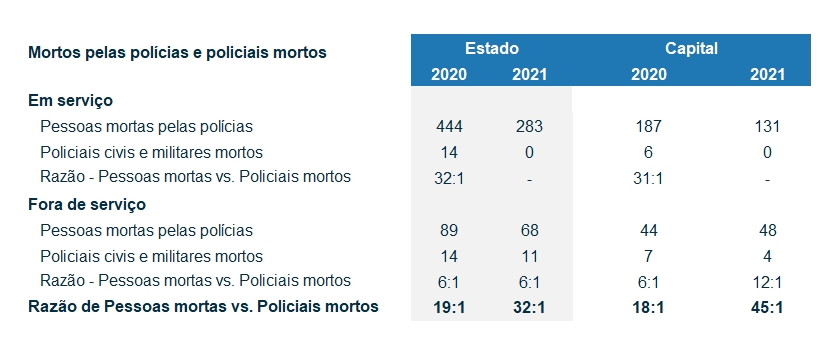 Mortos pelas polícias e policiais mortos Estado Capital
2020 2021 2020 2021
Em serviço
Pessoas mortas pelas polícias 444 283 187 131
Policiais civis e militares mortos 14 0 6 0
Razão - Pessoas mortas vs. Policiais mortos 32:1 - 31:1 -
Fora de serviço
Pessoas mortas pelas polícias 89 68 44 48
Policiais civis e militares mortos 14 11 7 4
Razão - Pessoas mortas vs. Policiais mortos 6:1 6:1 6:1 12:1
Razão de Pessoas mortas vs. Policiais mortos 19:1 32:1 18:1 45:1